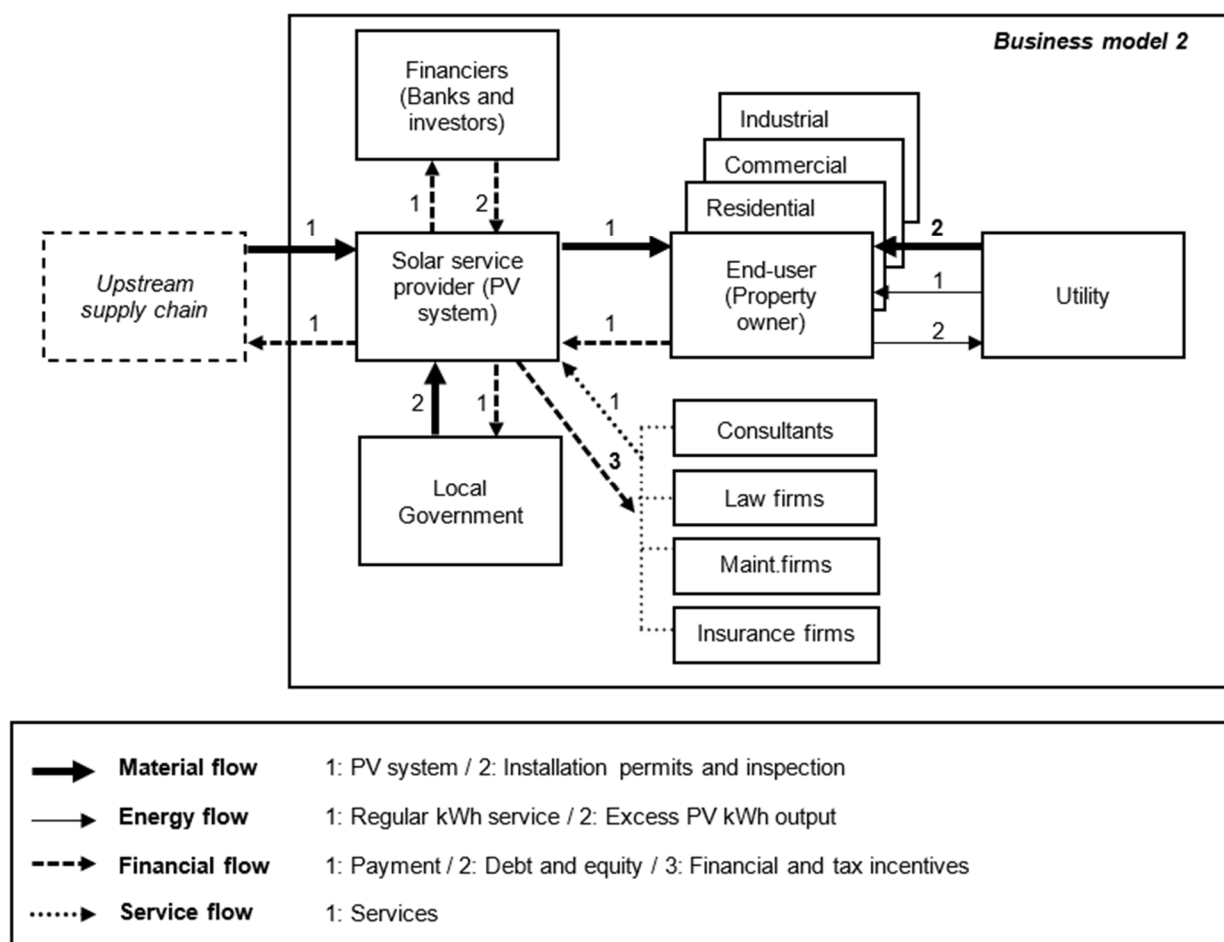 Business model 2
Financiers
(Banks and
investors)
Industrial
Commercial
Residential
1
2
1
1
2
Upstream
supply chain
Solar service
provider (PV
system)
End-user
(Property
owner)
Utility
1
1
1
2
2
1
1
3
Local
Government
Consultants
Law firms
Maint.firms
Insurance firms
Material flow 1: PV system / 2: Installation permits and inspection
Energy flow 1: Regular kWh service / 2: Excess PV kWh output
Financial flow 1: Payment / 2: Debt and equity / 3: Financial and tax incentives
Service flow 1: Services